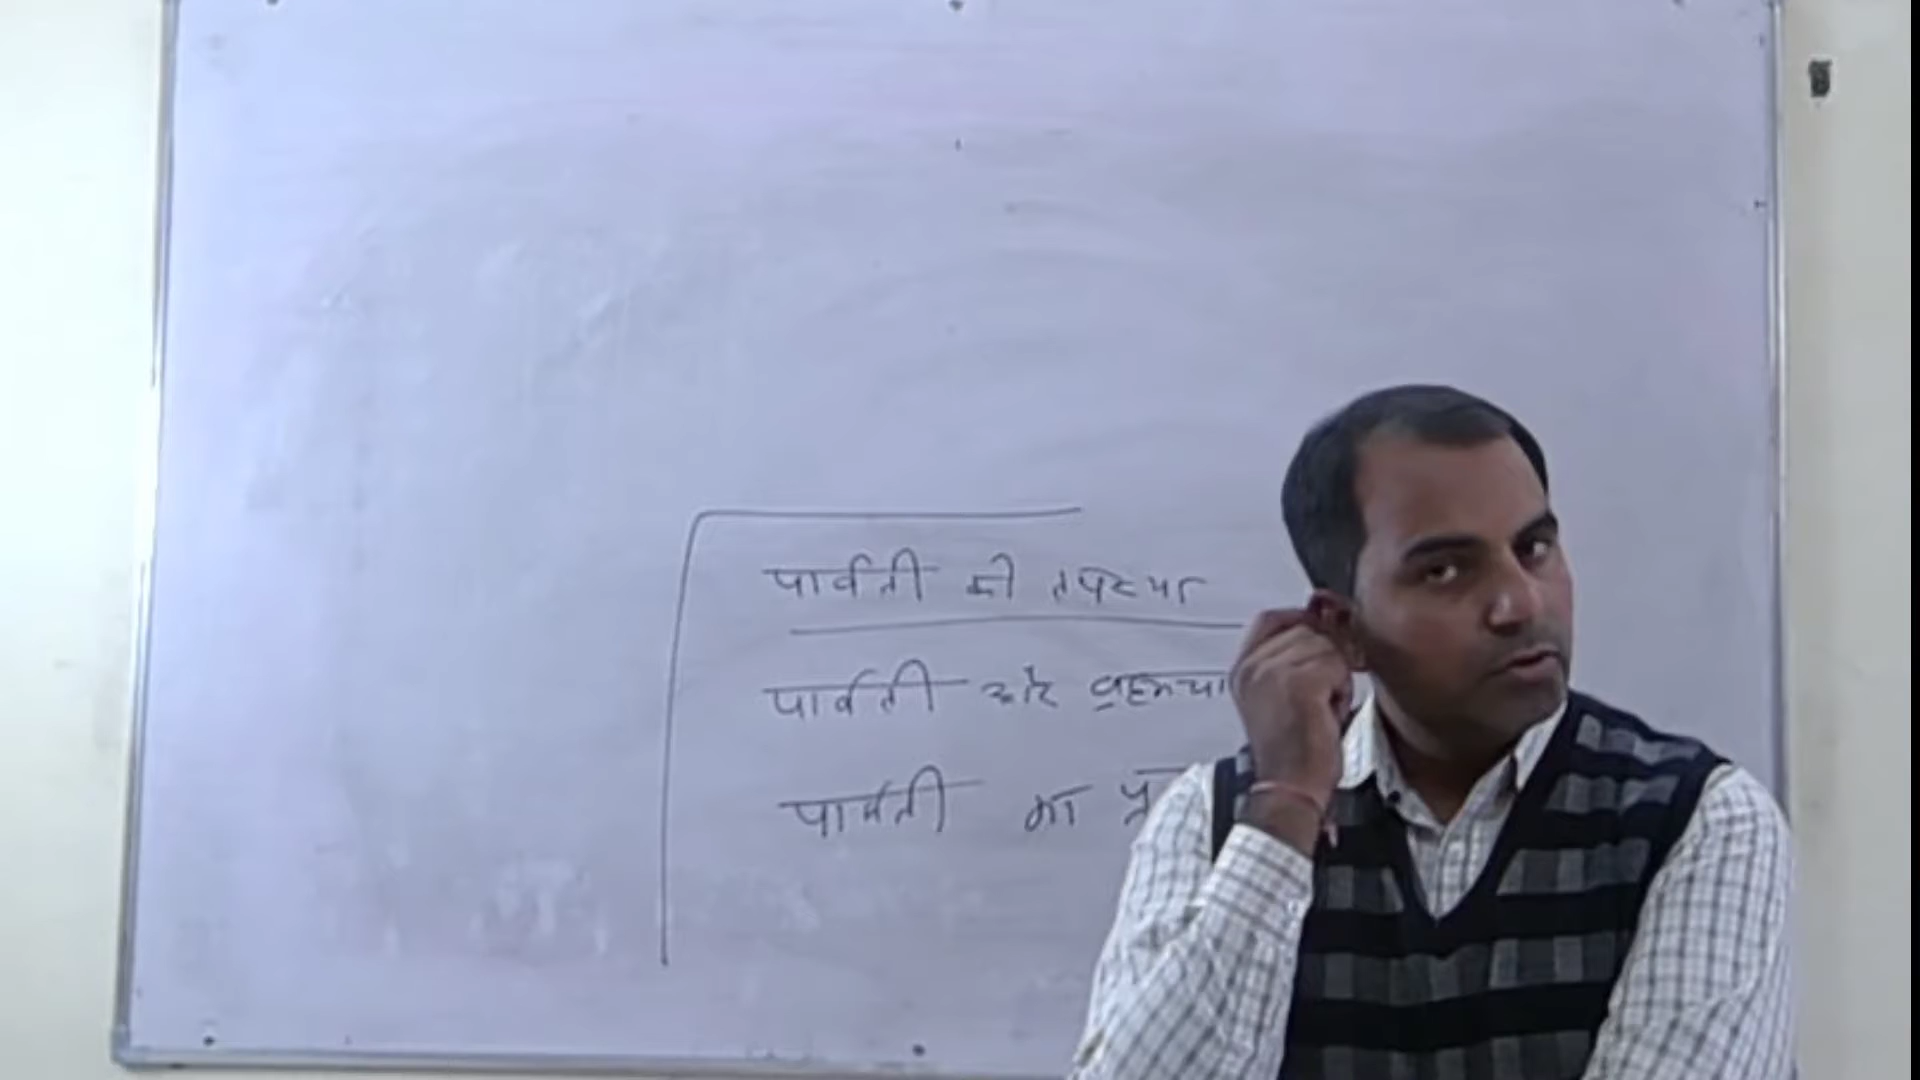 पार्वती की तपस्या
पार्वती और
पार्वती का